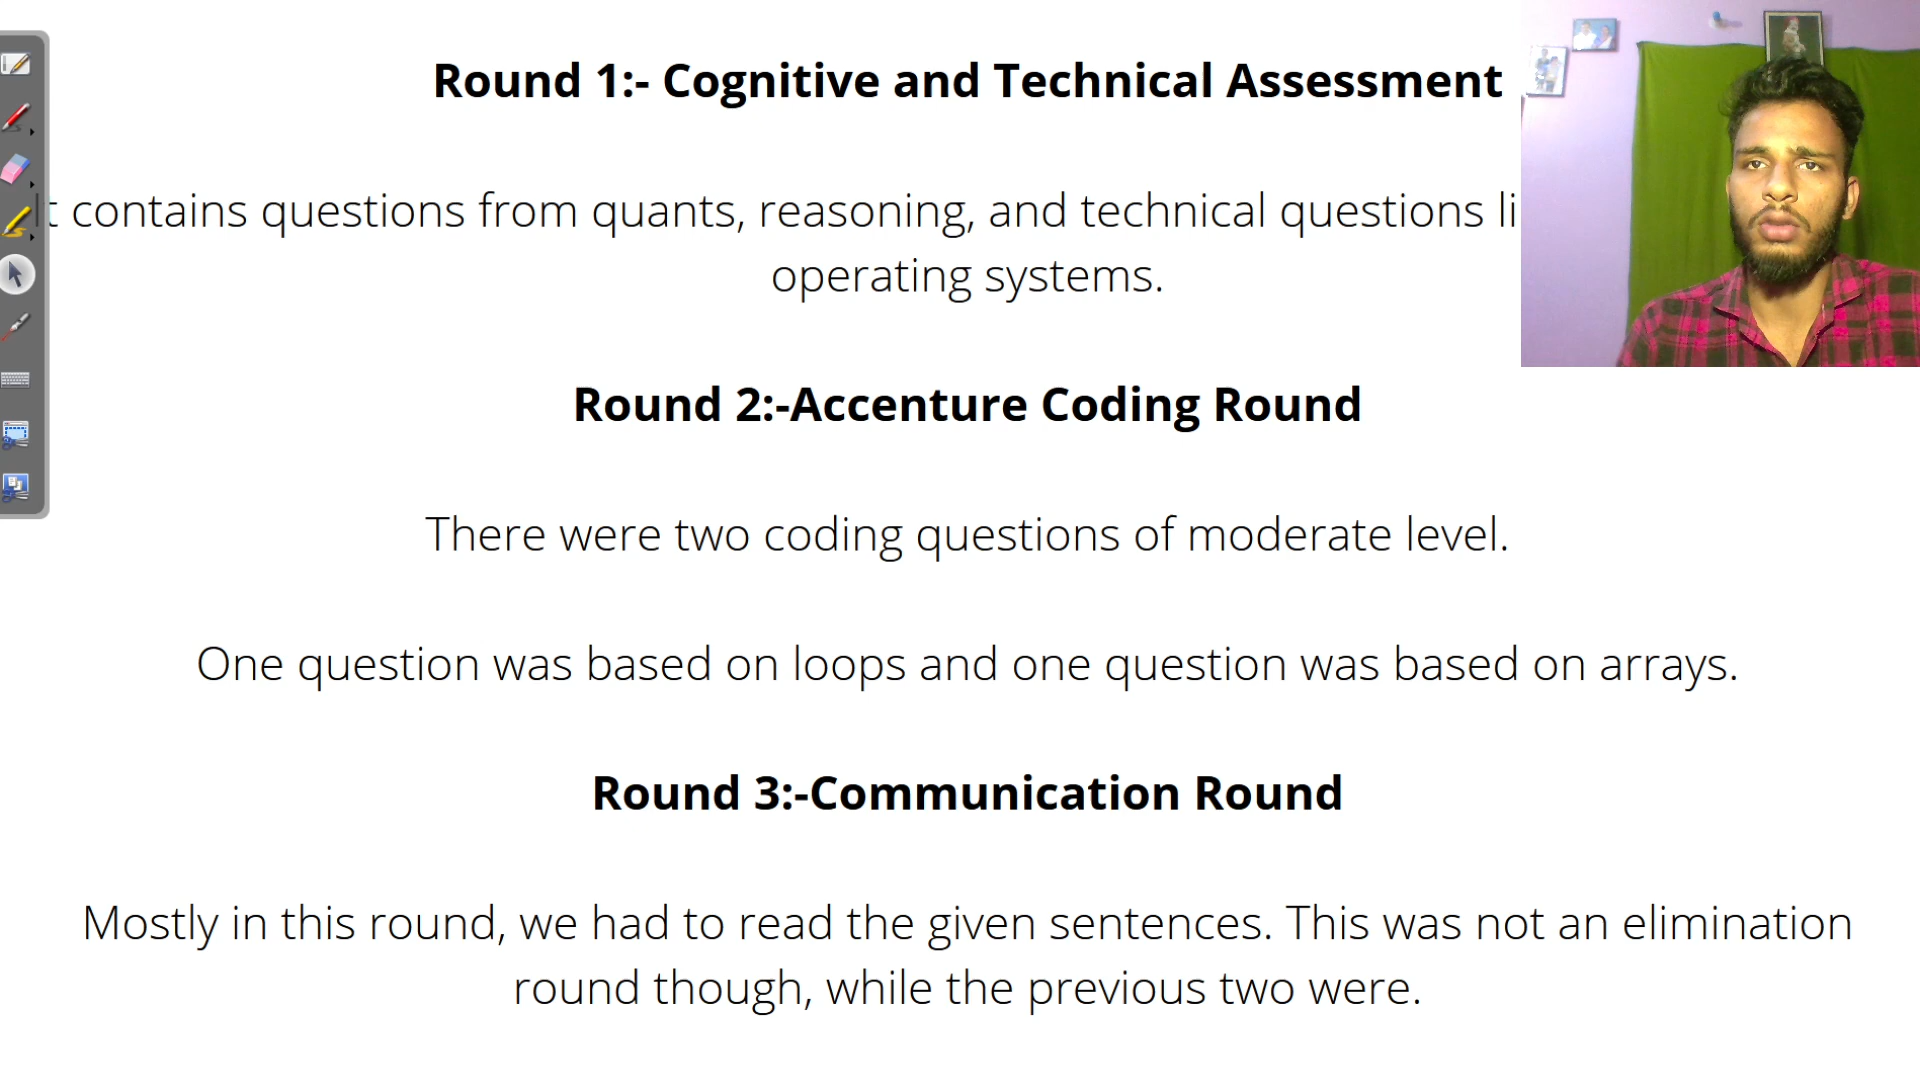 Round 1:- Cognitive and Technical Assessment
contains questions from quants, reasoning, and technical questions
operating systems.
Round 2:-Accenture Coding Round
There were two coding questions of moderate level.
One question was based on loops and one question was based on arrays.
Round 3:-Communication Round
Mostly in this round, we had to read the given sentences. This was not an elimination
round though, while the previous two were.